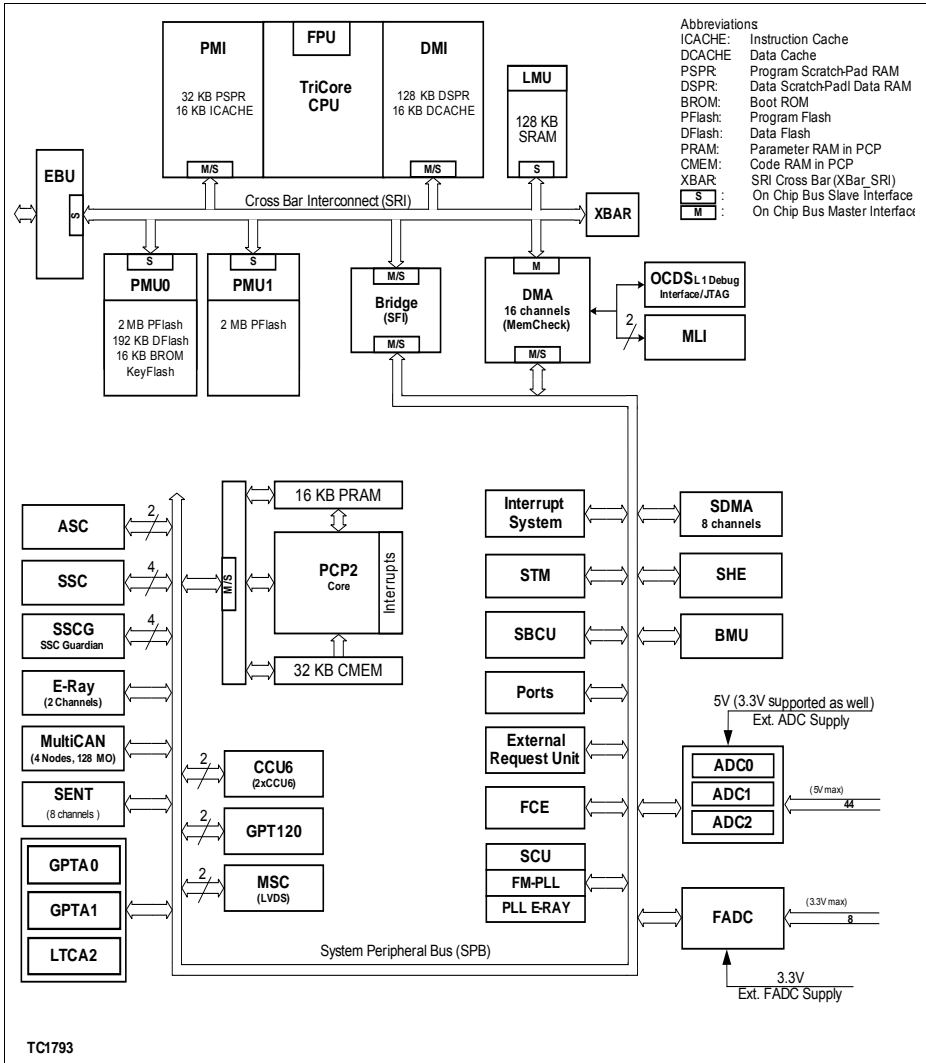 Abbreviations:
ICACHE: Instruction Cache
DCACHE Data Cache
PSPR: Program Scratch-Pad RAM
DSPR: Data Scratch-Padl Data RAM
BROM: Boot ROM
PFlash: Program Flash
DFlash: Data Flash
PRAM: Parameter RAM in PCP
CMEM: Code RAM in PCP
XBAR: SRI Cross Bar (XBar_SRI)
S : On Chip Bus Slave Interface
M : On Chip Bus Master Interface
PMI
32 KB PSPR
16 KB ICACHE
M/S
FPU
TriCore
CPU
DMI
128 KB DSPR
16 KB DCACHE
M/S
LMU
128 KB
SRAM
S
EBU
S
Cross Bar Interconnect (SRI)
XBAR
S
PMU0
2 MB PFlash
192 KB DFlash
16 KB BROM
KeyFlash
S
PMU1
2 MB PFlash
M/S
Bridge
(SFI)
M/S
M
DMA
16 channels
(MemCheck)
M/S
OCDS L1 Debug
Interface/JTAG
2
MLI
ASC
2
SSC
4
SSCG
SSC Guardian
4
E-Ray
(2 Channels)
MultiCAN
(4 Nodes, 128 MO)
SENT
(8 channels )
GPTA0
GPTA1
LTCA2
M/S
16 KB PRAM
PCP2
Core
Interrupts
32 KB CMEM
2
CCU6
(2xCCU6)
2
GPT120
2
MSC
(LVDS)
System Peripheral Bus (SPB)
Interrupt
System
STM
SBCU
Ports
External
Request Unit
FCE
SCU
FM-PLL
PLL E-RAY
SDMA
8 channels
SHE
BMU
5V (3.3V supported as well)
Ext. ADC Supply
ADC0
ADC1
ADC2
(5V max)
44
FADC
(3.3V max)
8
3.3V
Ext. FADC Supply
TC1793